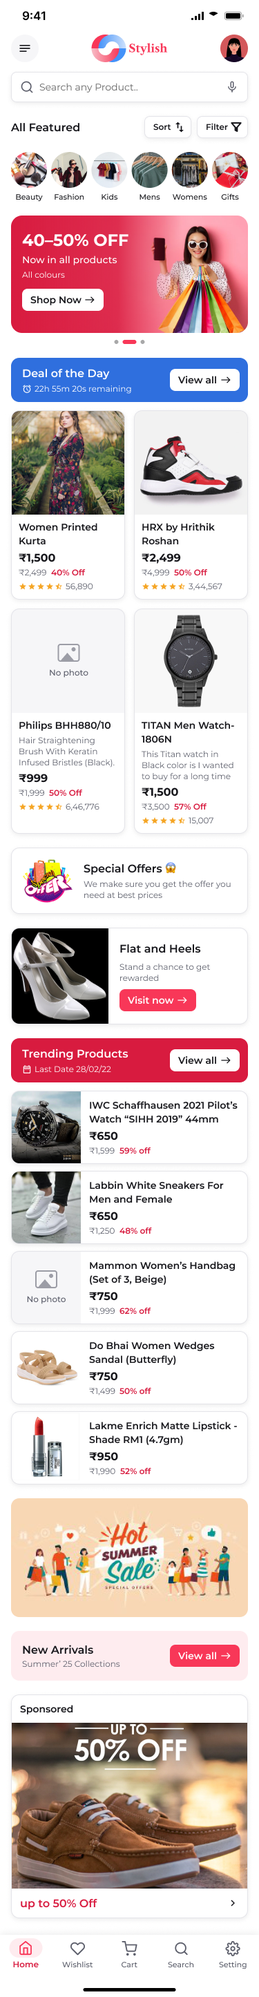 9:41
Stylish
Search any Product..
All Featured
Sort
Filter
Beauty
Fashion
Kids
Mens
Womens
Gifts
40–50% OFF
Now in all products
All colours
Shop Now
Deal of the Day
22h 55m 20s remaining
View all
Women Printed
Kurta
₹1,500
₹2,499 40% Off
56,890
HRX by Hrithik
Roshan
₹2,499
₹4,999 50% Off
3,44,567
No photo
Philips BHH880/10
Hair Straightening
Brush With Keratin
Infused Bristles (Black).
₹999
₹1,999 50% Off
6,46,776
TITAN Men Watch-
1806N
This Titan watch in
Black color is I wanted
to buy for a long time
₹1,500
₹3,500 57% Off
15,007
OFFER
Special Offers 😱
We make sure you get the offer you
need at best prices
Flat and Heels
Stand a chance to get
rewarded
Visit now
Trending Products
Last Date 28/02/22
View all
IWC Schaffhausen 2021 Pilot's
Watch "SIHH 2019" 44mm
₹650
₹1,599 59% off
Labbin White Sneakers For
Men and Female
₹650
₹1,250 48% off
No photo
Mammon Women's Handbag
(Set of 3, Beige)
₹750
₹1,999 62% off
Do Bhai Women Wedges
Sandal (Butterfly)
₹750
₹1,499 50% off
Lakme Enrich Matte Lipstick -
Shade RM1 (4.7gm)
₹950
₹1,990 52% off
Hot
SUMMER
Sale
SPECIAL OFFERS
New Arrivals
Summer' 25 Collections
View all
Sponsored
UP TO
50% OFF
up to 50% Off
Home
Wishlist
Cart
Search
Setting